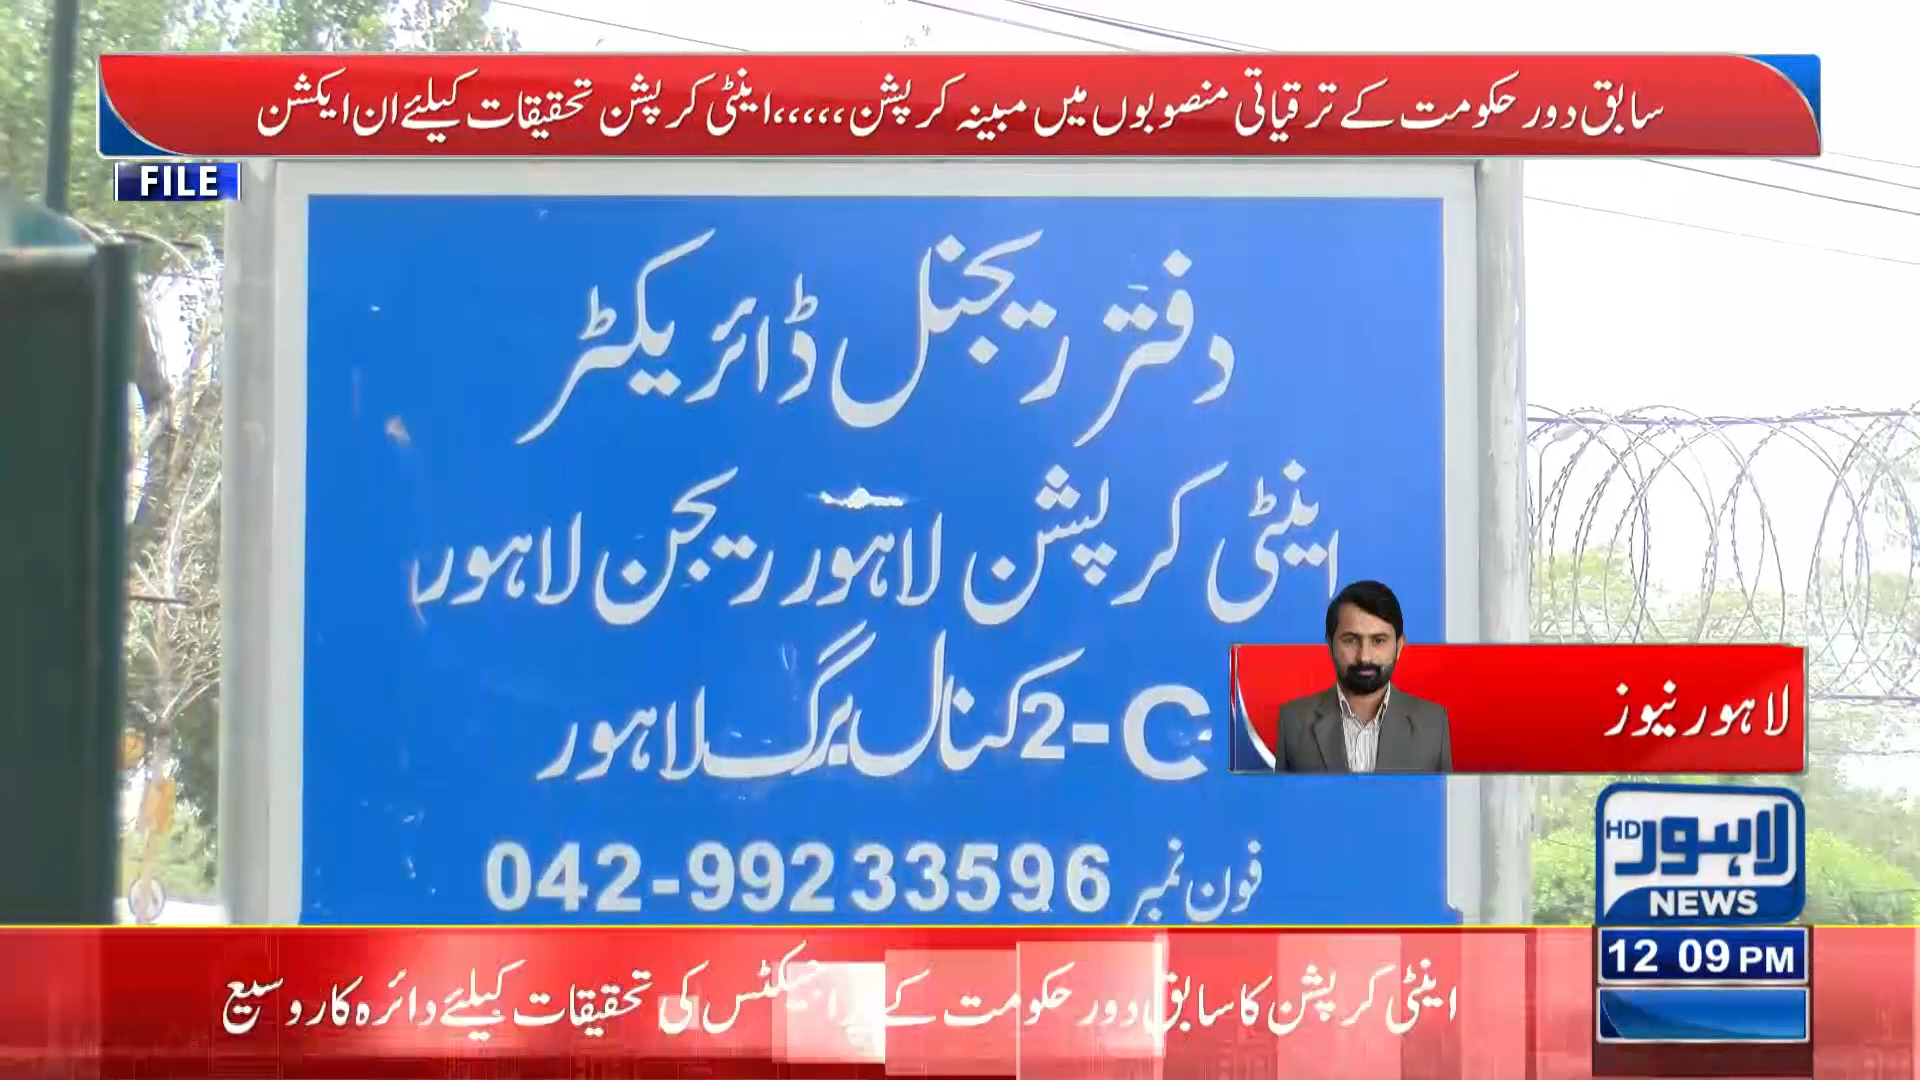 سابق دور حکومت کے ترقیاتی منصوبوں میں مبینہ کرپشن،،،،،اینٹی کرپشن تحقیقات کیلئے ان ایکشن
FILE
دفتر ریجنل ڈائریکٹر
اینٹی کرپشن لاہور ریجن لاہور
2-C کنال برگ لاہور
فون نمبر 042-99233596
لاہور نیوز
لاہور HD
NEWS
12 09 PM
اینٹی کرپشن کا سابق دور حکومت کے پراجیکٹس کی تحقیقات کیلئے دائرہ کار وسیع